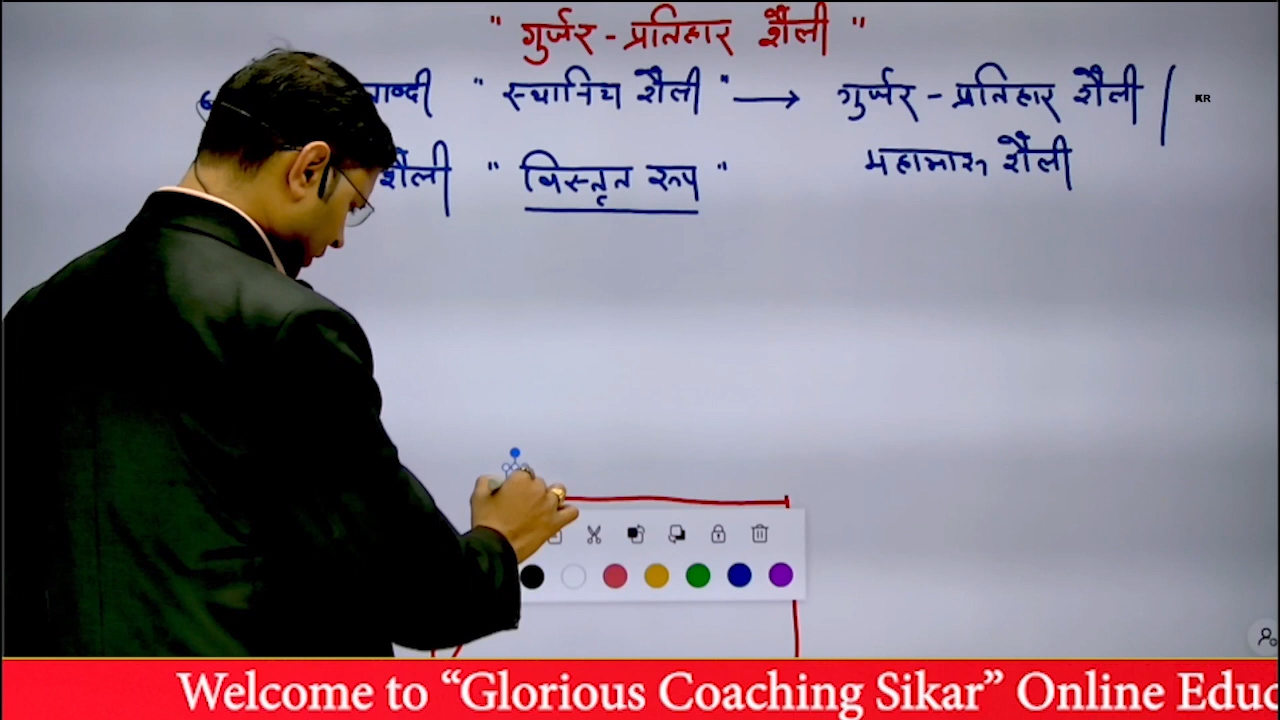 " गुर्जर - प्रतिहार शैली "
" स्थानिय शैली " → गुर्जर - प्रतिहार शैली /
शैली " विस्तृत रूप " महामारु शैली
Welcome to “Glorious Coaching Sikar” Online Educ